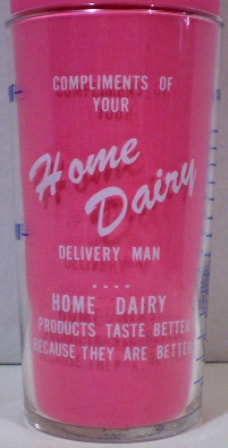 COMPLIMENTS OF
YOUR
Home
Dairy
DELIVERY MAN
....
HOME DAIRY
PRODUCTS TASTE BETTER
BECAUSE THEY ARE BETTER